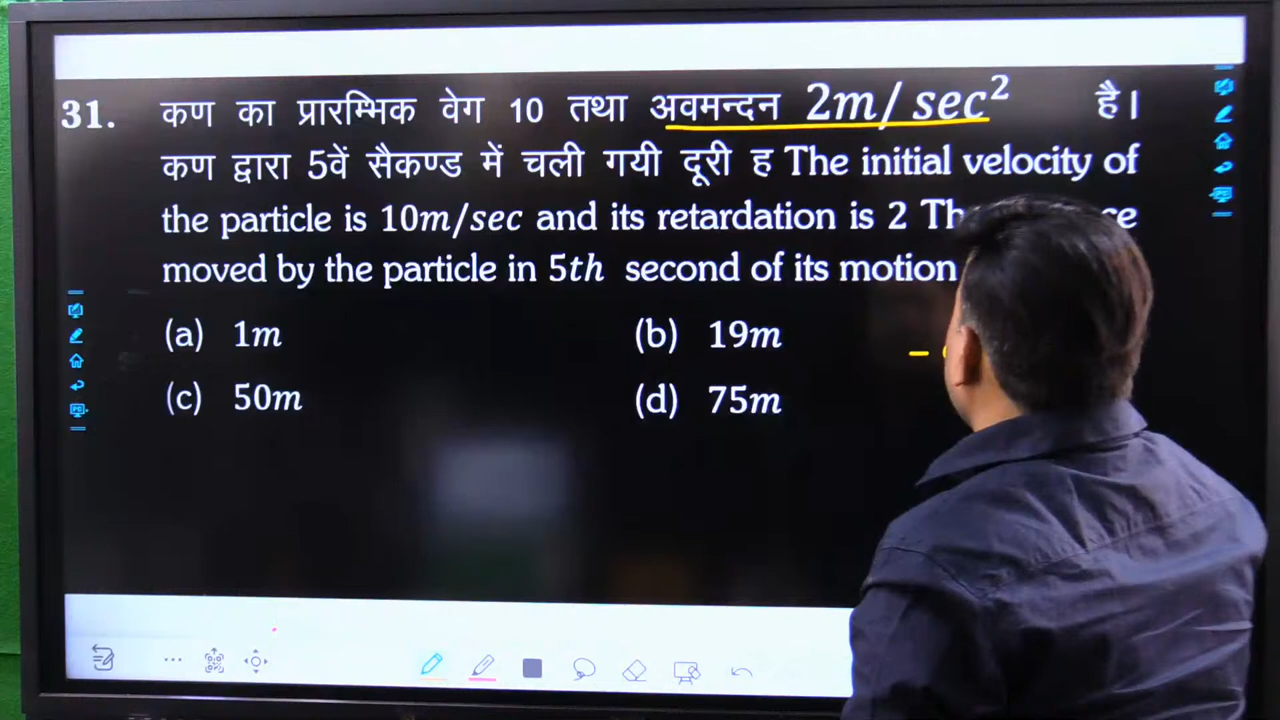 31. कण का प्रारम्भिक वेग 10 तथा अवमन्दन 2m/sec² है।
कण द्वारा 5वें सैकण्ड में चली गयी दूरी ह The initial velocity of
the particle is 10m/sec and its retardation is 2
moved by the particle in 5th second of its motion
(a) 1m (b) 19m
(c) 50m (d) 75m